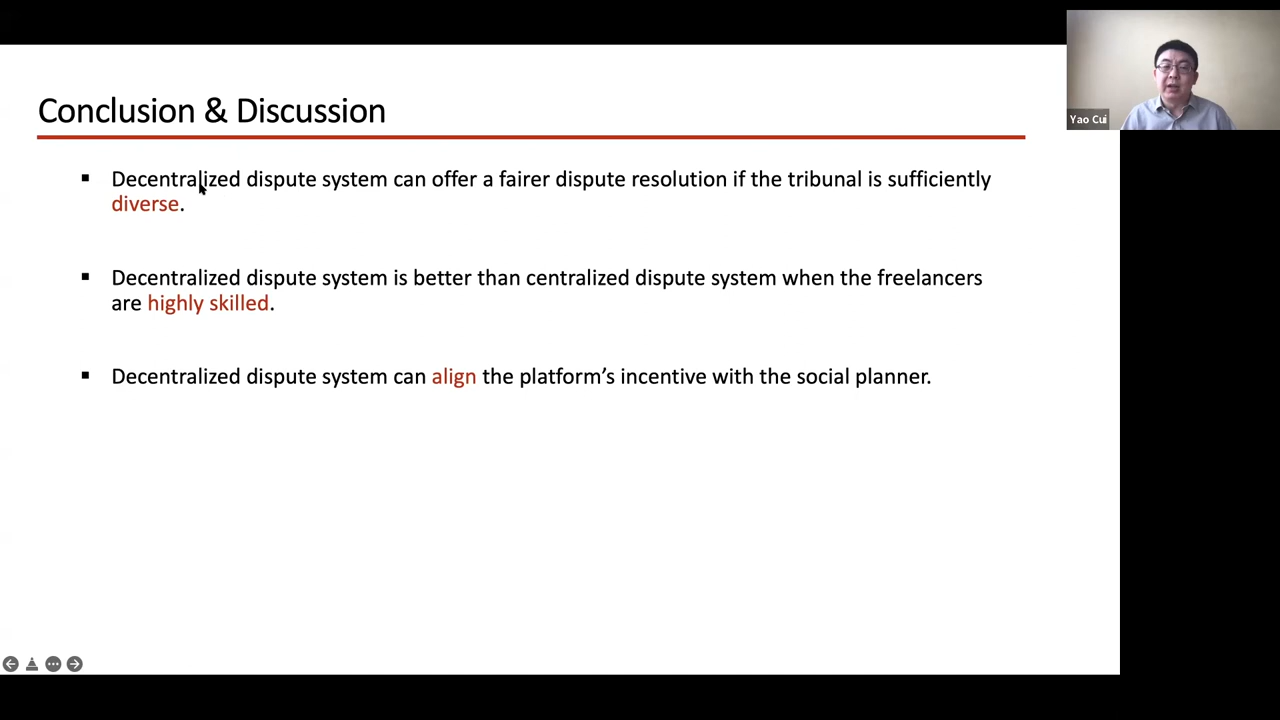 Yao Cui
Conclusion & Discussion
▪ Decentralized dispute system can offer a fairer dispute resolution if the tribunal is sufficiently
diverse.
▪ Decentralized dispute system is better than centralized dispute system when the freelancers
are highly skilled.
▪ Decentralized dispute system can align the platform’s incentive with the social planner.